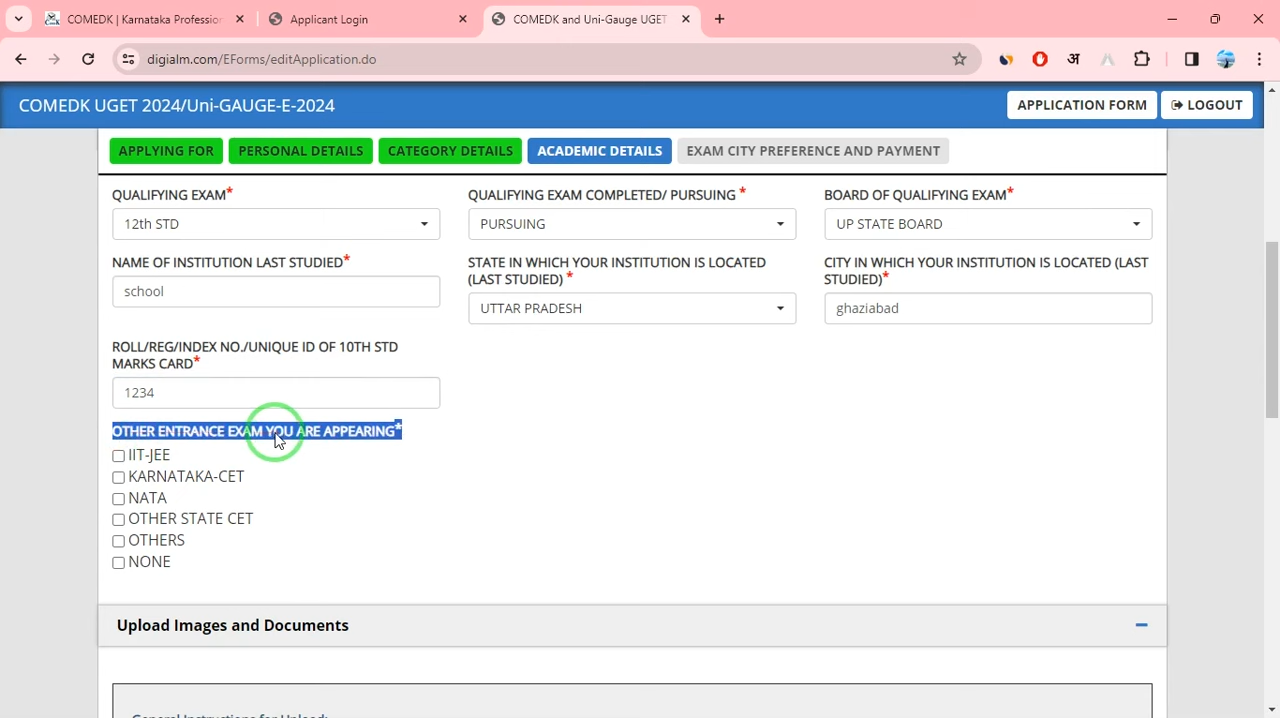 COMEDK | Karnataka Profession
Applicant Login
COMEDK and Uni-Gauge UGET
digialm.com/EForms/editApplication.do
अ
COMEDK UGET 2024/Uni-GAUGE-E-2024
APPLICATION FORM
LOGOUT
APPLYING FOR
PERSONAL DETAILS
CATEGORY DETAILS
ACADEMIC DETAILS
EXAM CITY PREFERENCE AND PAYMENT
QUALIFYING EXAM*
12th STD
QUALIFYING EXAM COMPLETED/ PURSUING *
PURSUING
BOARD OF QUALIFYING EXAM*
UP STATE BOARD
NAME OF INSTITUTION LAST STUDIED*
school
STATE IN WHICH YOUR INSTITUTION IS LOCATED
(LAST STUDIED) *
UTTAR PRADESH
CITY IN WHICH YOUR INSTITUTION IS LOCATED (LAST
STUDIED)*
ghaziabad
ROLL/REG/INDEX NO./UNIQUE ID OF 10TH STD
MARKS CARD*
1234
OTHER ENTRANCE EXAM YOU ARE APPEARING*
IIT-JEE
KARNATAKA-CET
NATA
OTHER STATE CET
OTHERS
NONE
Upload Images and Documents
General Instructions for Upload: